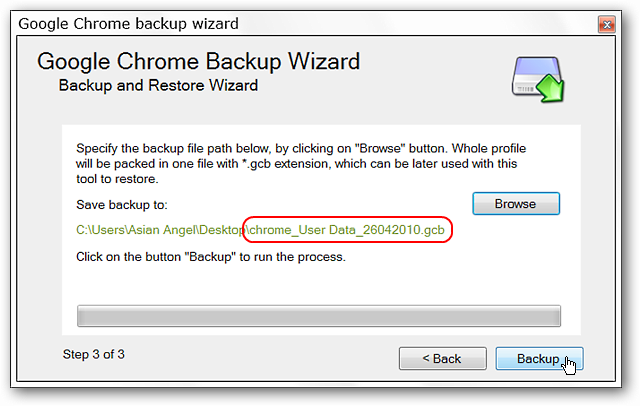 Google Chrome backup wizard
Google Chrome Backup Wizard
Backup and Restore Wizard
Specify the backup file path below, by clicking on "Browse" button. Whole profile
will be packed in one file with *.gcb extension, which can be later used with this
tool to restore.
Save backup to:
Browse
C:\Users\Asian Angel\Desktop\chrome_User Data_26042010.gcb
Click on the button "Backup" to run the process.
Step 3 of 3
< Back
Backup